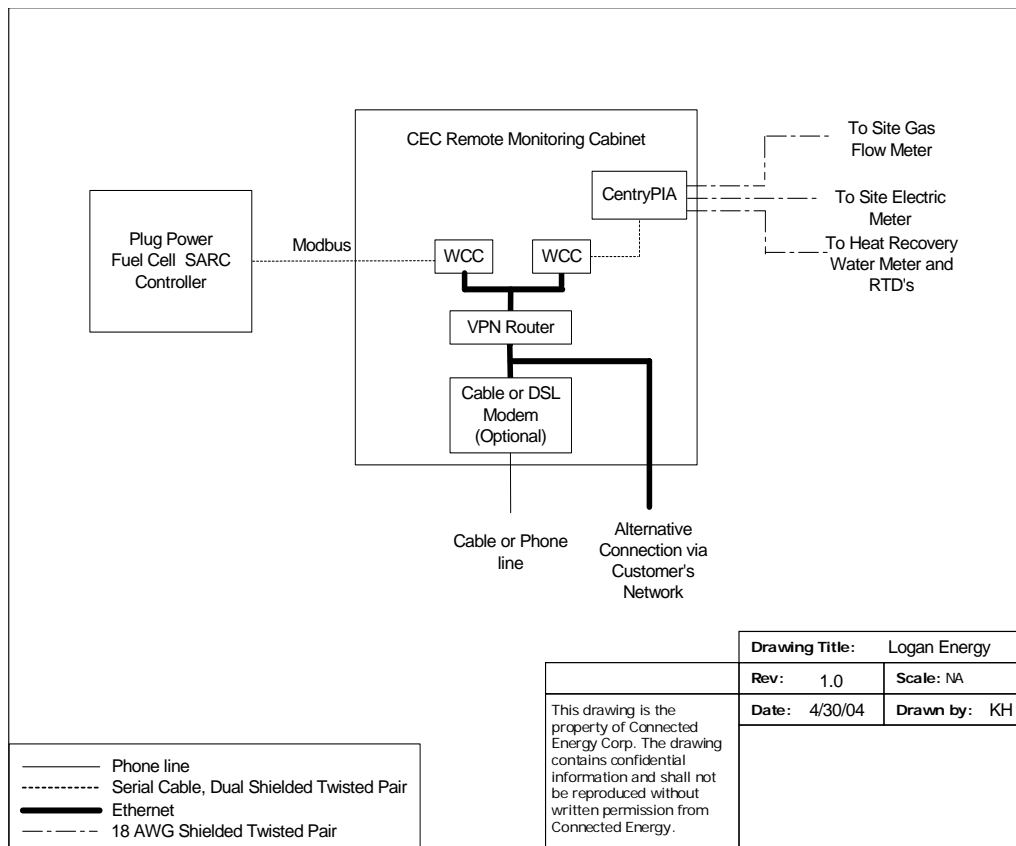 CEC Remote Monitoring Cabinet
To Site Gas
Flow Meter
CentryPIA
To Site Electric
Meter
Plug Power
Fuel Cell SARC
Controller
Modbus
WCC
WCC
To Heat Recovery
Water Meter and
RTD's
VPN Router
Cable or DSL
Modem
(Optional)
Cable or Phone
line
Alternative
Connection via
Customer's
Network
Drawing Title: Logan Energy
Rev: 1.0
Scale: NA
Date: 4/30/04
Drawn by: KH
This drawing is the
property of Connected
Energy Corp. The drawing
contains confidential
information and shall not
be reproduced without
written permission from
Connected Energy.
Phone line
Serial Cable, Dual Shielded Twisted Pair
Ethernet
18 AWG Shielded Twisted Pair